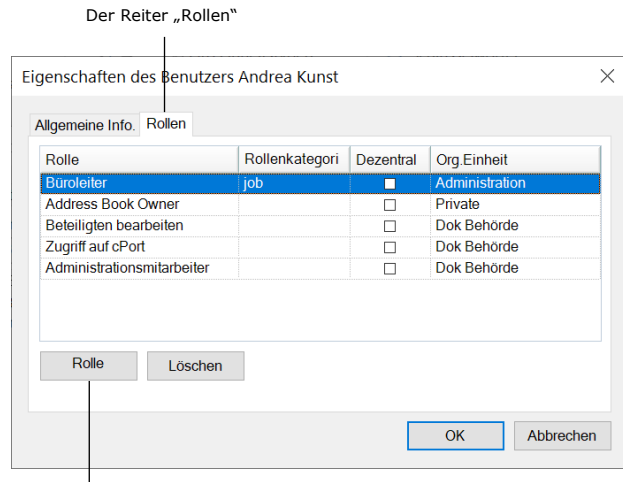 Der Reiter „Rollen“
Eigenschaften des Benutzers Andrea Kunst
Allgemeine Info. Rollen
Rolle Rollenkategori Dezentral Org.Einheit
Büroleiter job Administration
Address Book Owner Private
Beteiligten bearbeiten Dok Behörde
Zugriff auf cPort Dok Behörde
Administrationsmitarbeiter Dok Behörde
Rolle Löschen
OK Abbrechen